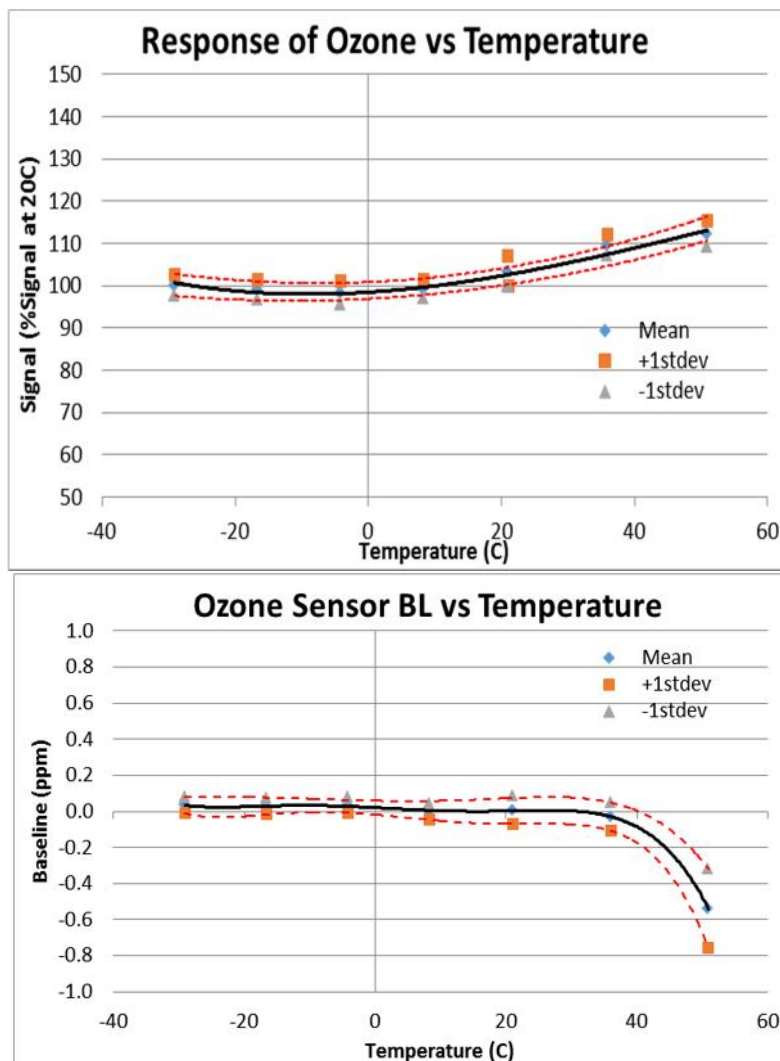 Response of Ozone vs Temperature
150
140
130
120
110
100
90
80
70
60
50
Signal (%Signal at 20C)
Mean
+1stdev
-1stdev
-40
-20
0
20
40
60
Temperature (C)
Ozone Sensor BL vs Temperature
1.0
0.8
0.6
0.4
0.2
0.0
-0.2
-0.4
-0.6
-0.8
-1.0
Baseline (ppm)
Mean
+1stdev
-1stdev
-40
-20
0
20
40
60
Temperature (C)